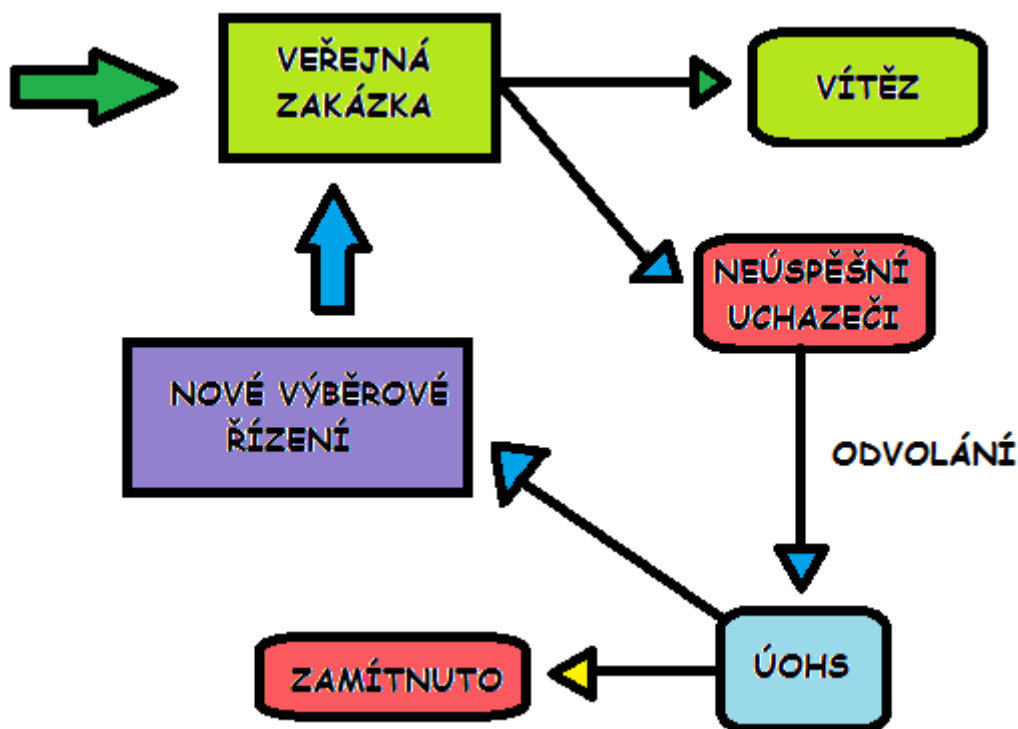 VEŘEJNÁ
ZAKÁZKA
VÍTĚZ
NEÚSPĚŠNÍ
UCHAZEČI
NOVÉ VÝBĚROVÉ
ŘÍZENÍ
ODVOLÁNÍ
ÚOHS
ZAMÍTNUTO